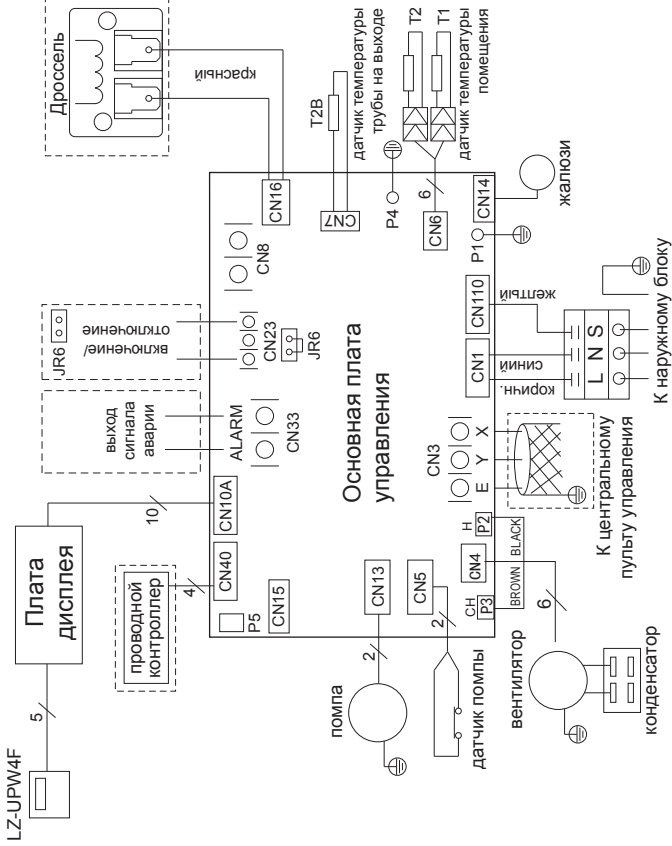 LZ-UPW4F
5
Плата
дисплея
10
проводной
контроллер
4
выход
сигнала
аварии
ALARM
JR6
включение/
отключение
Дроссель
красный
P5
CN40
CN10A
CN33
CN23
JR6
CN8
CN16
CN15
T2B
CN7
датчик температуры
трубы на выходе
помпа
2
CN13
Основная плата
управления
P4
T2
T1
6
CN6
датчик температуры
помещения
датчик помпы
2
CN5
CH
P3
CN4
H
P2
BROWN
BLACK
CN3
E
Y
X
CN1
CN110
P1
CN14
жалюзи
коричн.
синий
желтый
L N S
К наружному блоку
К центральному
пульту управления
вентилятор
6
конденсатор